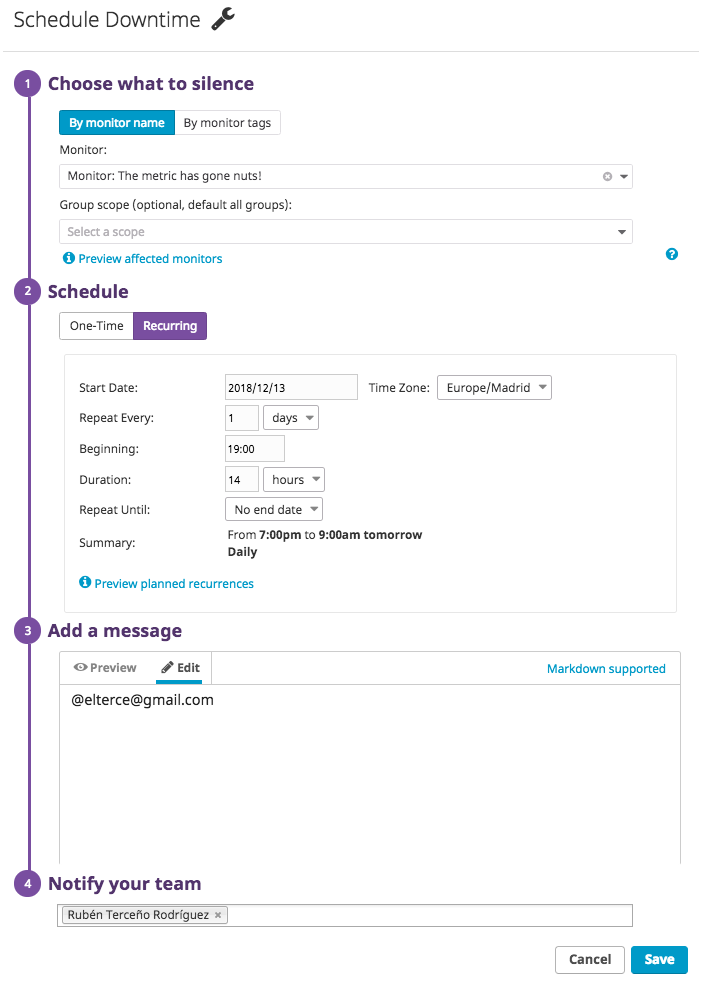 Schedule Downtime
1 Choose what to silence
By monitor name By monitor tags
Monitor:
Monitor: The metric has gone nuts!
Group scope (optional, default all groups):
Select a scope
Preview affected monitors
2 Schedule
One-Time Recurring
Start Date: 2018/12/13 Time Zone: Europe/Madrid
Repeat Every: 1 days
Beginning: 19:00
Duration: 14 hours
Repeat Until: No end date
Summary: From 7:00pm to 9:00am tomorrow
Daily
Preview planned recurrences
3 Add a message
Preview Edit Markdown supported
@elterce@gmail.com
4 Notify your team
Rubén Terceño Rodríguez ×
Cancel Save